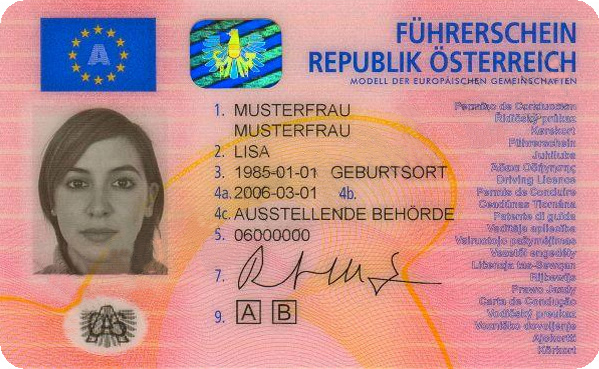 A
FÜHRERSCHEIN
REPUBLIK ÖSTERREICH
MODELL DER EUROPÄISCHEN GEMEINSCHAFTEN
1. MUSTERFRAU
MUSTERFRAU
2. LISA
3. 1985-01-01 GEBURTSORT
4a. 2006-03-01 4b.
4c. AUSSTELLENDE BEHÖRDE
5. 06000000
7.
9. A B
Permiso de Conducción
Řidičský průkaz
Kørekort
Führerschein
Juhiluba
Άδεια Οδήγησης
Driving Licence
Permis de Conduire
Ceadúnas Tiomána
Patente di guida
Vadītāja apliecība
Vairuotojo pažymėjimas
Vezetői engedély
Liċenzja tas-Sewqan
Rijbewijs
Prawo Jazdy
Carta de Condução
Vodičský preukaz
Vozniško dovoljenje
Ajokortti
Körkort